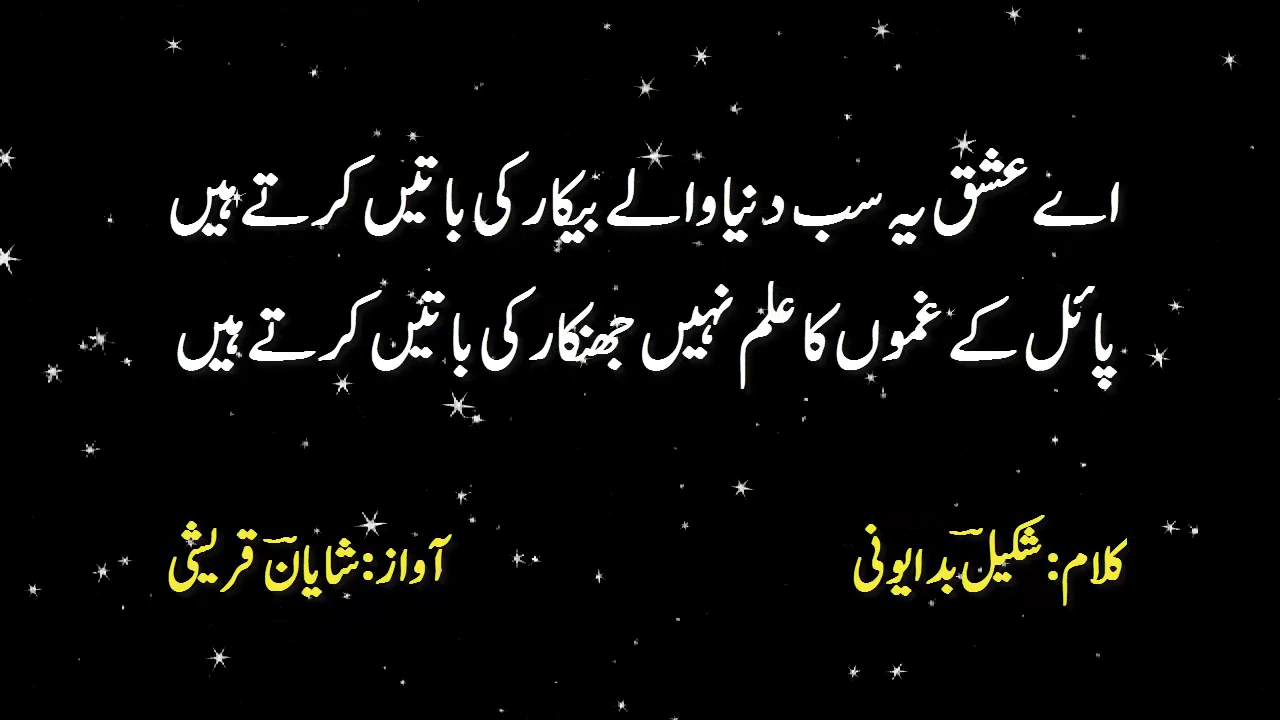 اے عشق یہ سب دنیا والے بیکار کی باتیں کرتے ہیں
پائل کے غموں کا علم نہیں جھنکار کی باتیں کرتے ہیں
کلام: شکیلؔ بدایونی
آواز: شایانؔ قریشی